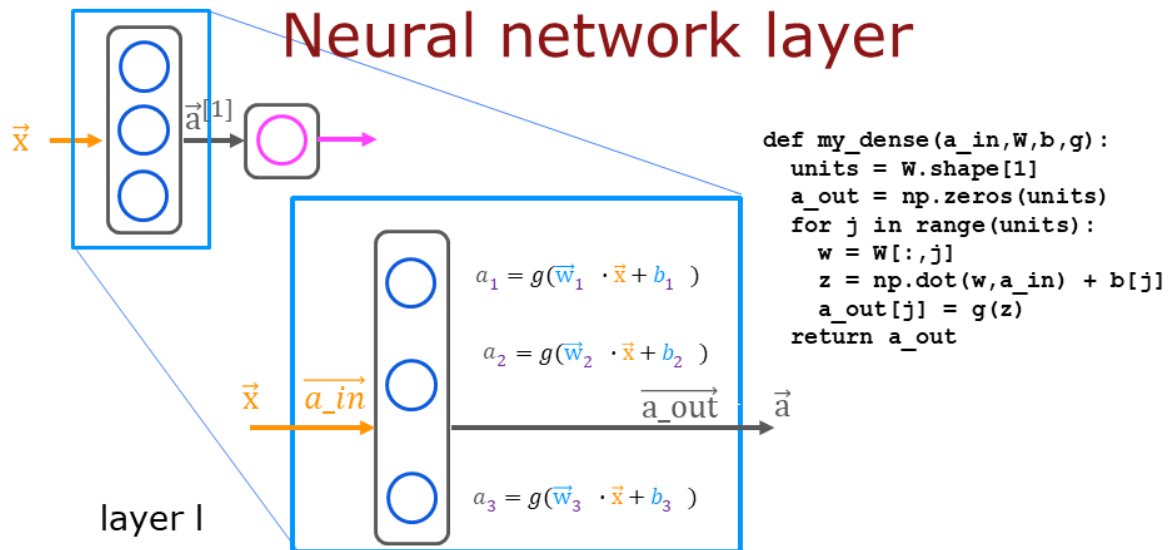 Neural network layer
x⃗
a⃗[1]
def my_dense(a_in,W,b,g):
  units = W.shape[1]
  a_out = np.zeros(units)
  for j in range(units):
    w = W[:,j]
    z = np.dot(w,a_in) + b[j]
    a_out[j] = g(z)
  return a_out
a₁ = g(w⃗₁ · x⃗ + b₁ )
a₂ = g(w⃗₂ · x⃗ + b₂ )
x⃗ a_in a_out a⃗
a₃ = g(w⃗₃ · x⃗ + b₃ )
layer l